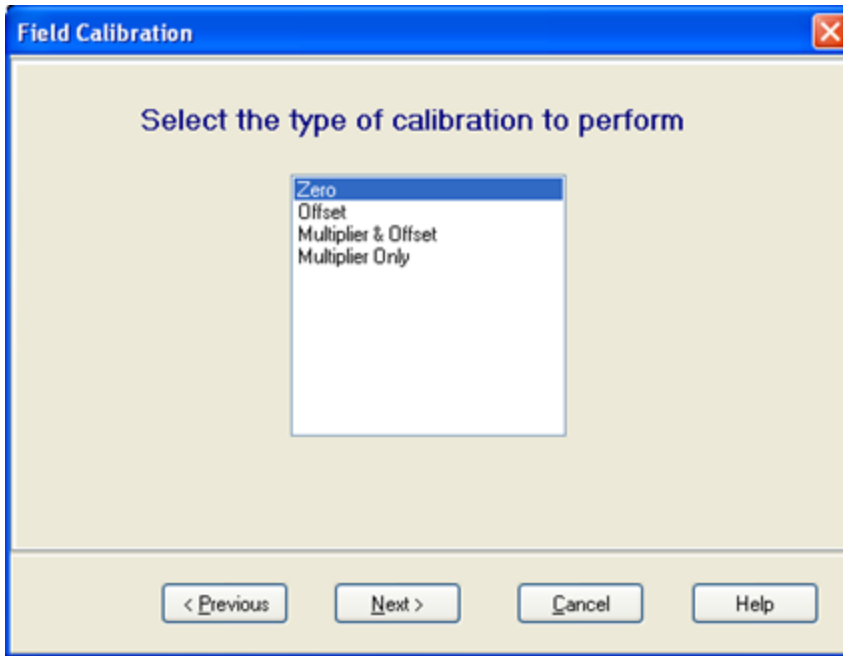 Field Calibration
Select the type of calibration to perform
Zero
Offset
Multiplier & Offset
Multiplier Only
< Previous
Next >
Cancel
Help